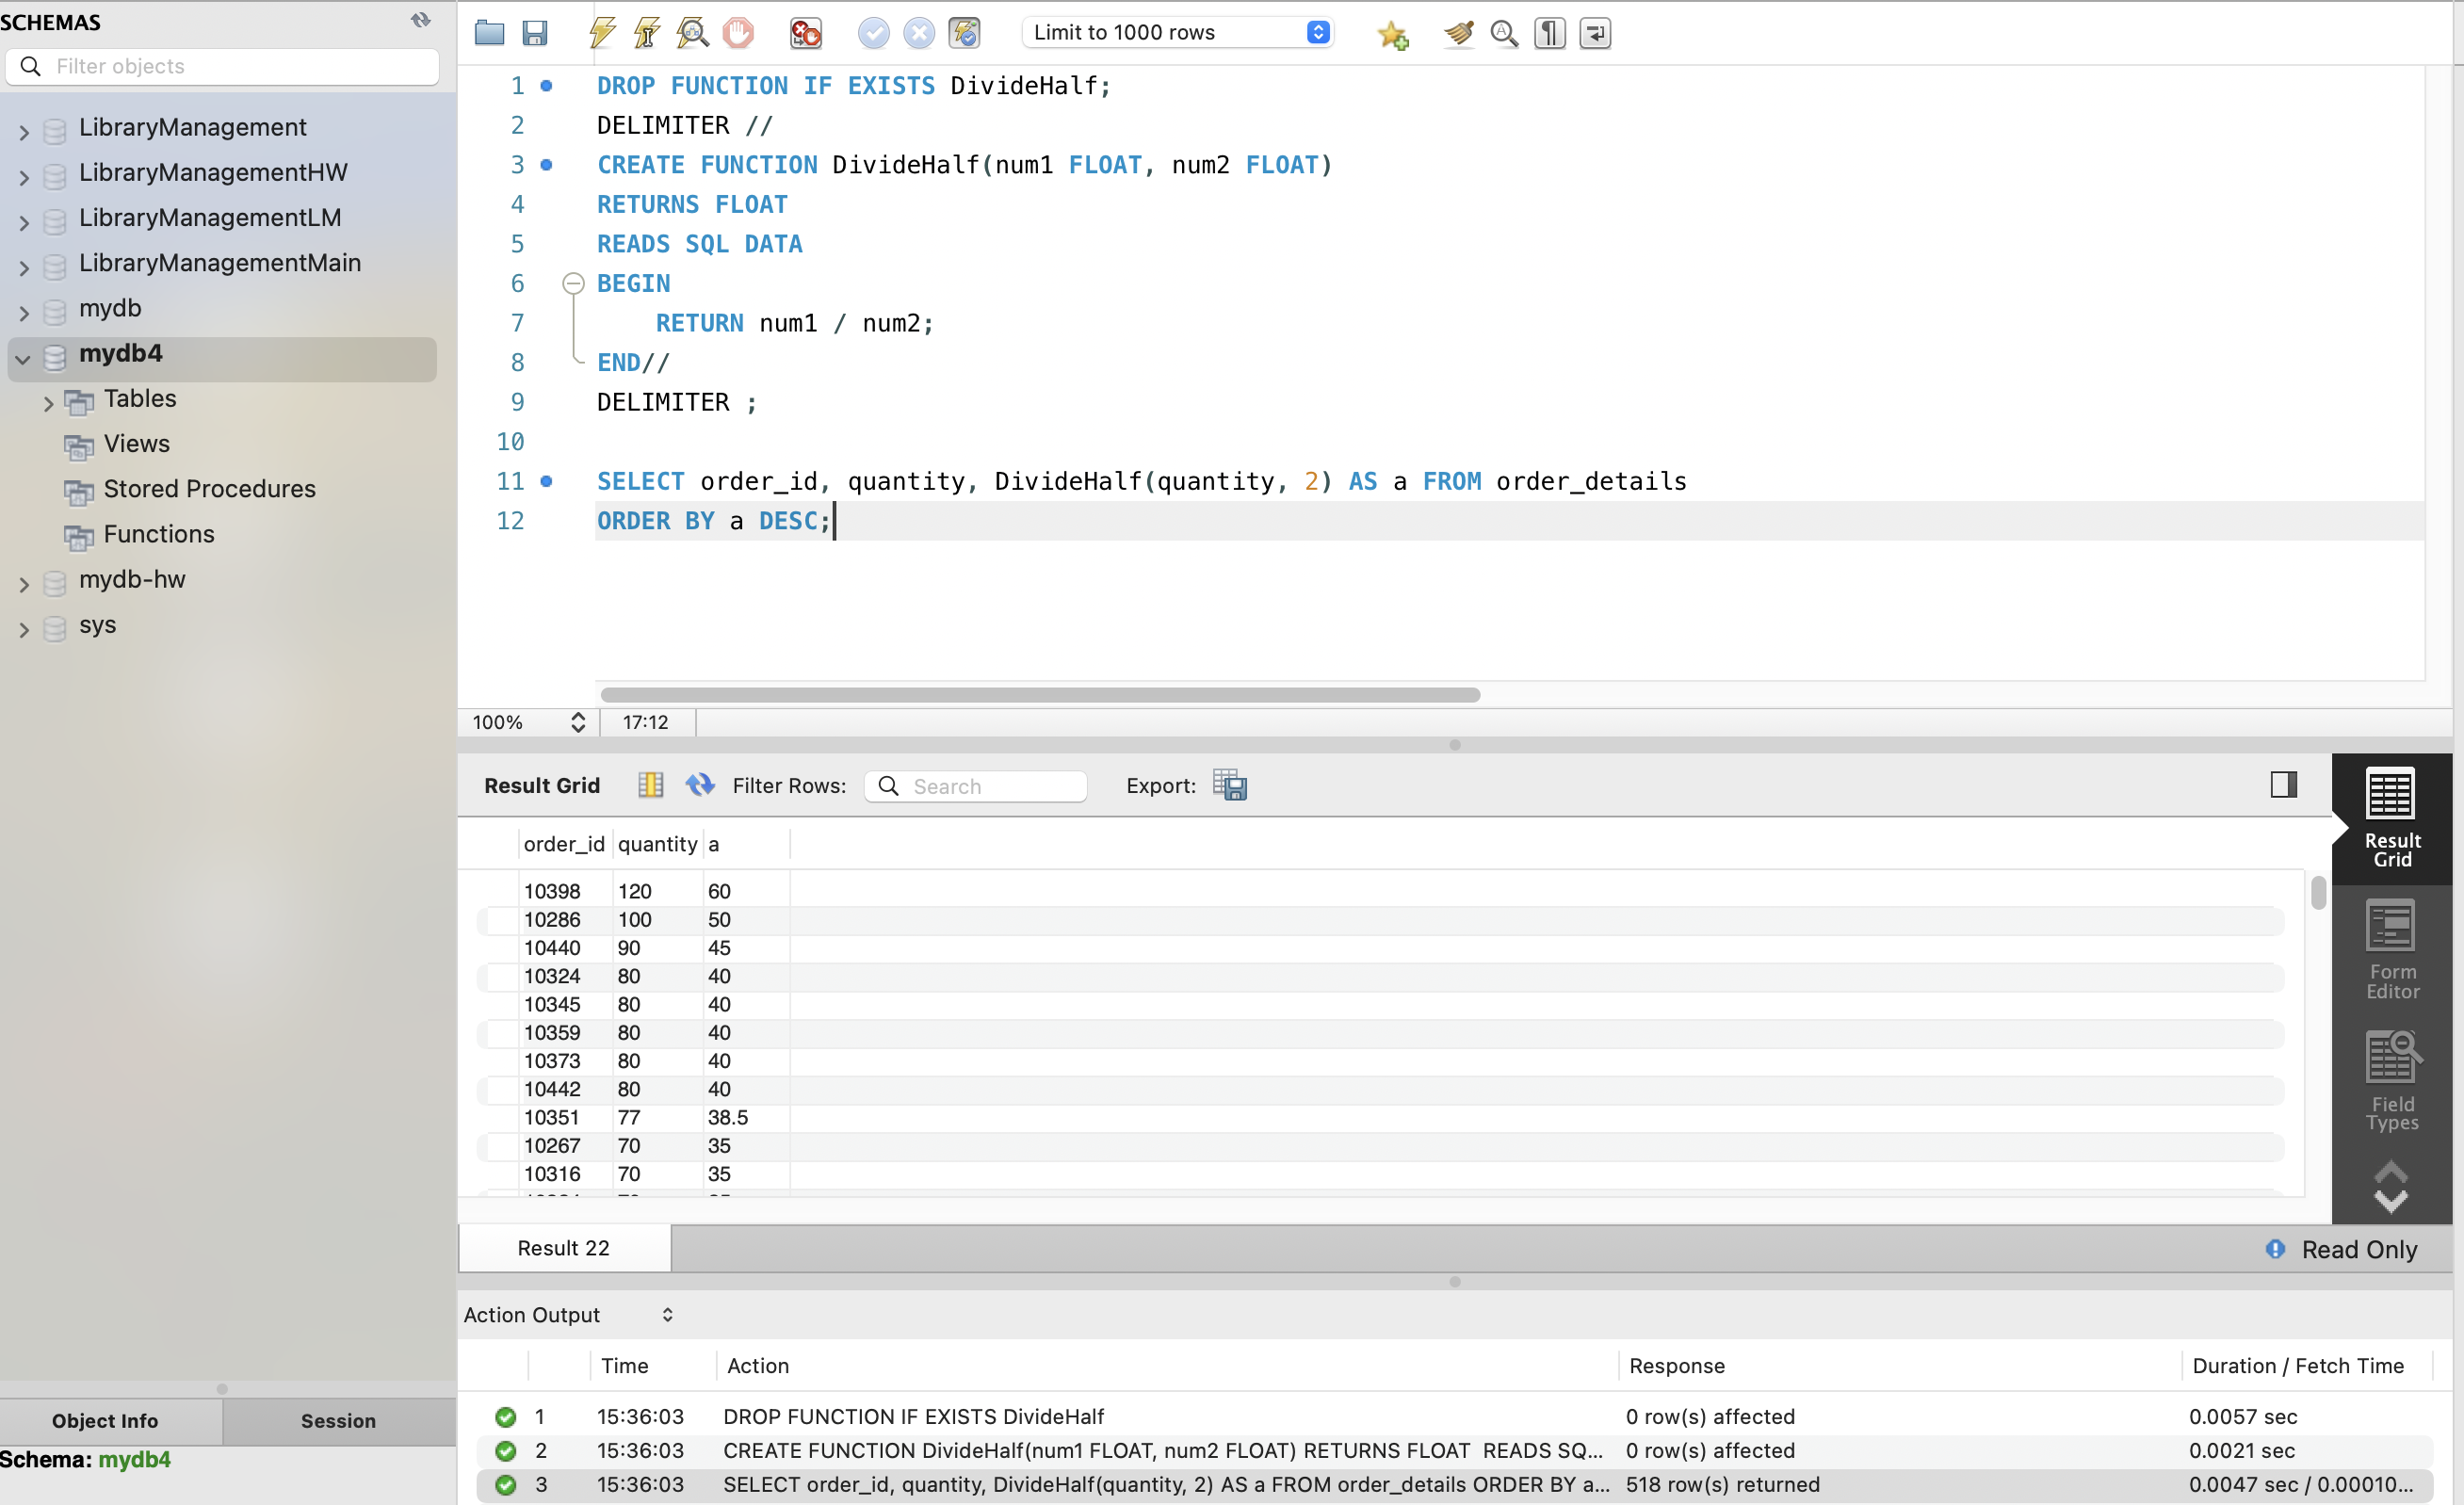 SCHEMAS
Filter objects
LibraryManagement
LibraryManagementHW
LibraryManagementLM
LibraryManagementMain
mydb
mydb4
Tables
Views
Stored Procedures
Functions
mydb-hw
sys
Object Info Session
Schema: mydb4
Limit to 1000 rows
1 DROP FUNCTION IF EXISTS DivideHalf;
2 DELIMITER //
3 CREATE FUNCTION DivideHalf(num1 FLOAT, num2 FLOAT)
4 RETURNS FLOAT
5 READS SQL DATA
6 BEGIN
7 RETURN num1 / num2;
8 END//
9 DELIMITER ;
10
11 SELECT order_id, quantity, DivideHalf(quantity, 2) AS a FROM order_details
12 ORDER BY a DESC;
100% 17:12
Result Grid Filter Rows: Search Export:
order_id quantity a
10398 120 60
10286 100 50
10440 90 45
10324 80 40
10345 80 40
10359 80 40
10373 80 40
10442 80 40
10351 77 38.5
10267 70 35
10316 70 35
Result
Grid
Form
Editor
Field
Types
Result 22 Read Only
Action Output
Time Action Response Duration / Fetch Time
1 15:36:03 DROP FUNCTION IF EXISTS DivideHalf 0 row(s) affected 0.0057 sec
2 15:36:03 CREATE FUNCTION DivideHalf(num1 FLOAT, num2 FLOAT) RETURNS FLOAT READS SQ... 0 row(s) affected 0.0021 sec
3 15:36:03 SELECT order_id, quantity, DivideHalf(quantity, 2) AS a FROM order_details ORDER BY a... 518 row(s) returned 0.0047 sec / 0.00010...